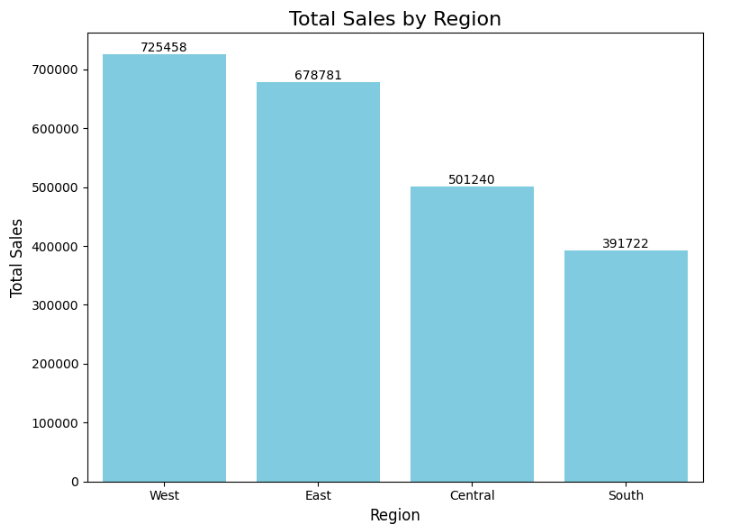 Total Sales by Region
Total Sales
700000
600000
500000
400000
300000
200000
100000
0
725458
678781
501240
391722
West
East
Central
South
Region